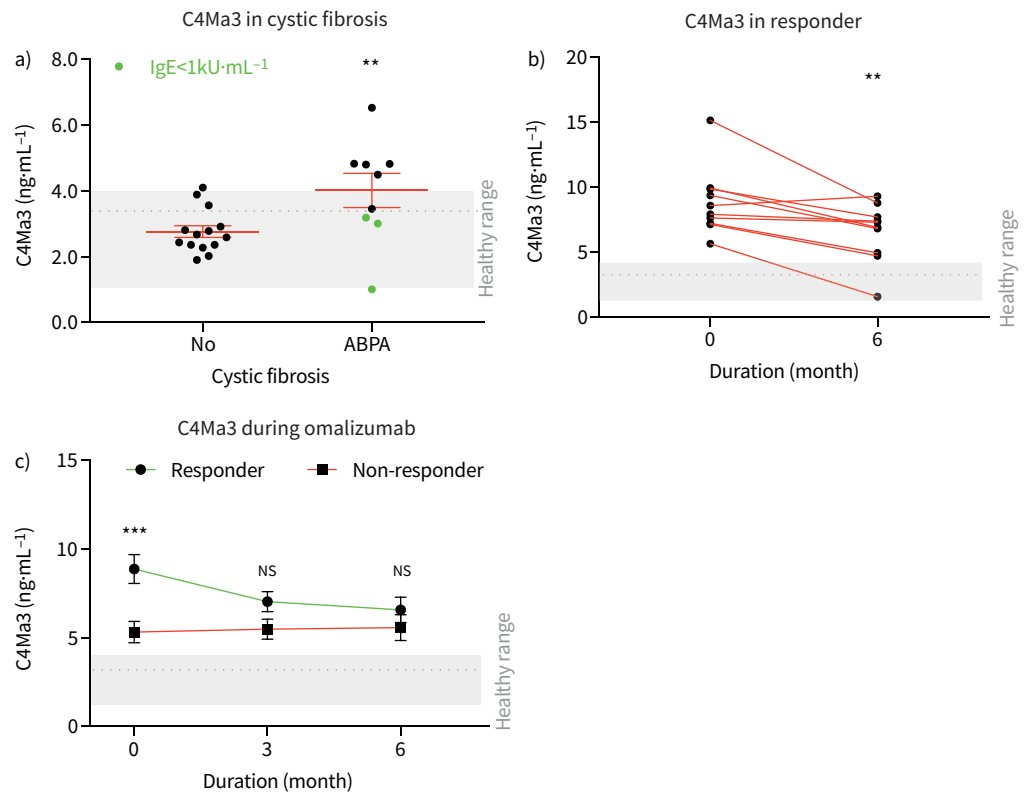 C4Ma3 in cystic fibrosis
a)
8.0
6.0
4.0
2.0
0.0
C4Ma3 (ng·mL⁻¹)
IgE<1kU·mL⁻¹
**
Healthy range
No
ABPA
Cystic fibrosis
C4Ma3 in responder
b)
20
15
10
5
0
C4Ma3 (ng·mL⁻¹)
**
Healthy range
0
6
Duration (month)
C4Ma3 during omalizumab
c)
15
10
5
0
C4Ma3 (ng·mL⁻¹)
Responder
Non-responder
***
NS
NS
Healthy range
0
3
6
Duration (month)